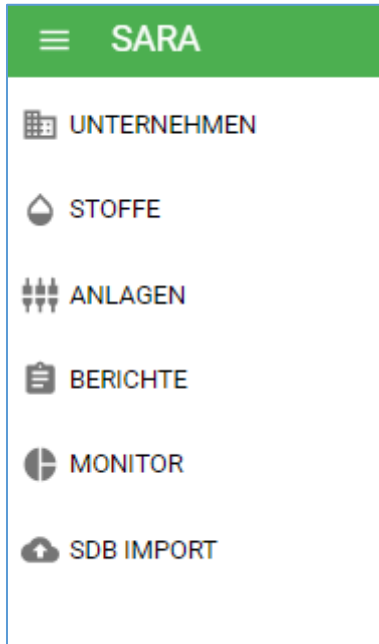 SARA
UNTERNEHMEN
STOFFE
ANLAGEN
BERICHTE
MONITOR
SDB IMPORT